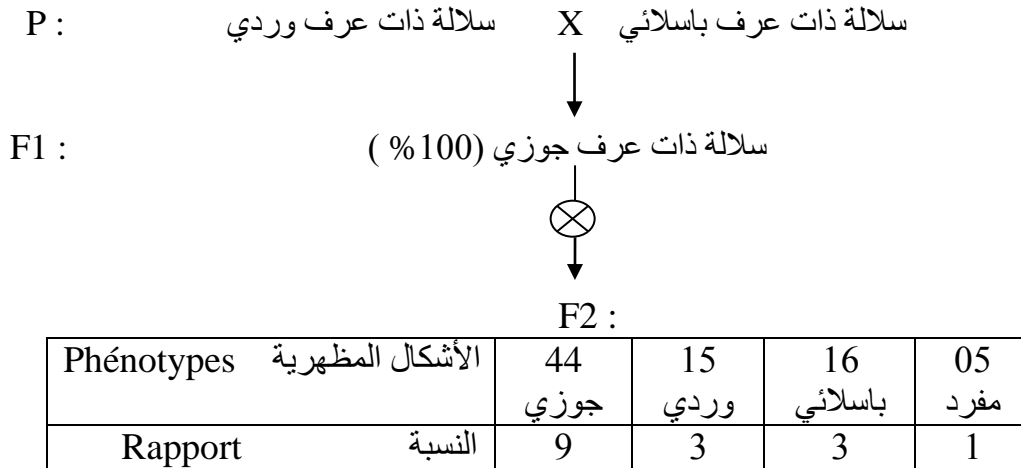 P : سلالة ذات عرف وردي X سلالة ذات عرف باسلائي
F1 : سلالة ذات عرف جوزي (100% )
F2 :
Phénotypes الأشكال المظهرية 44 15 16 05
جوزي وردي باسلائي مفرد
Rapport النسبة 9 3 3 1